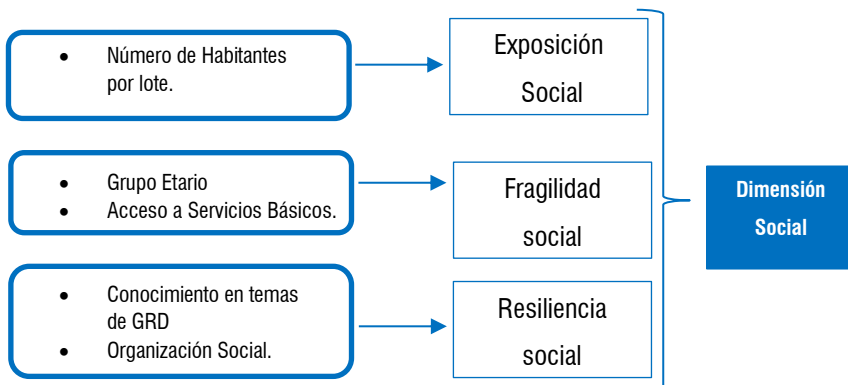 • Número de Habitantes
por lote.
Exposición
Social
• Grupo Etario
• Acceso a Servicios Básicos.
Fragilidad
social
• Conocimiento en temas
de GRD
• Organización Social.
Resiliencia
social
Dimensión
Social